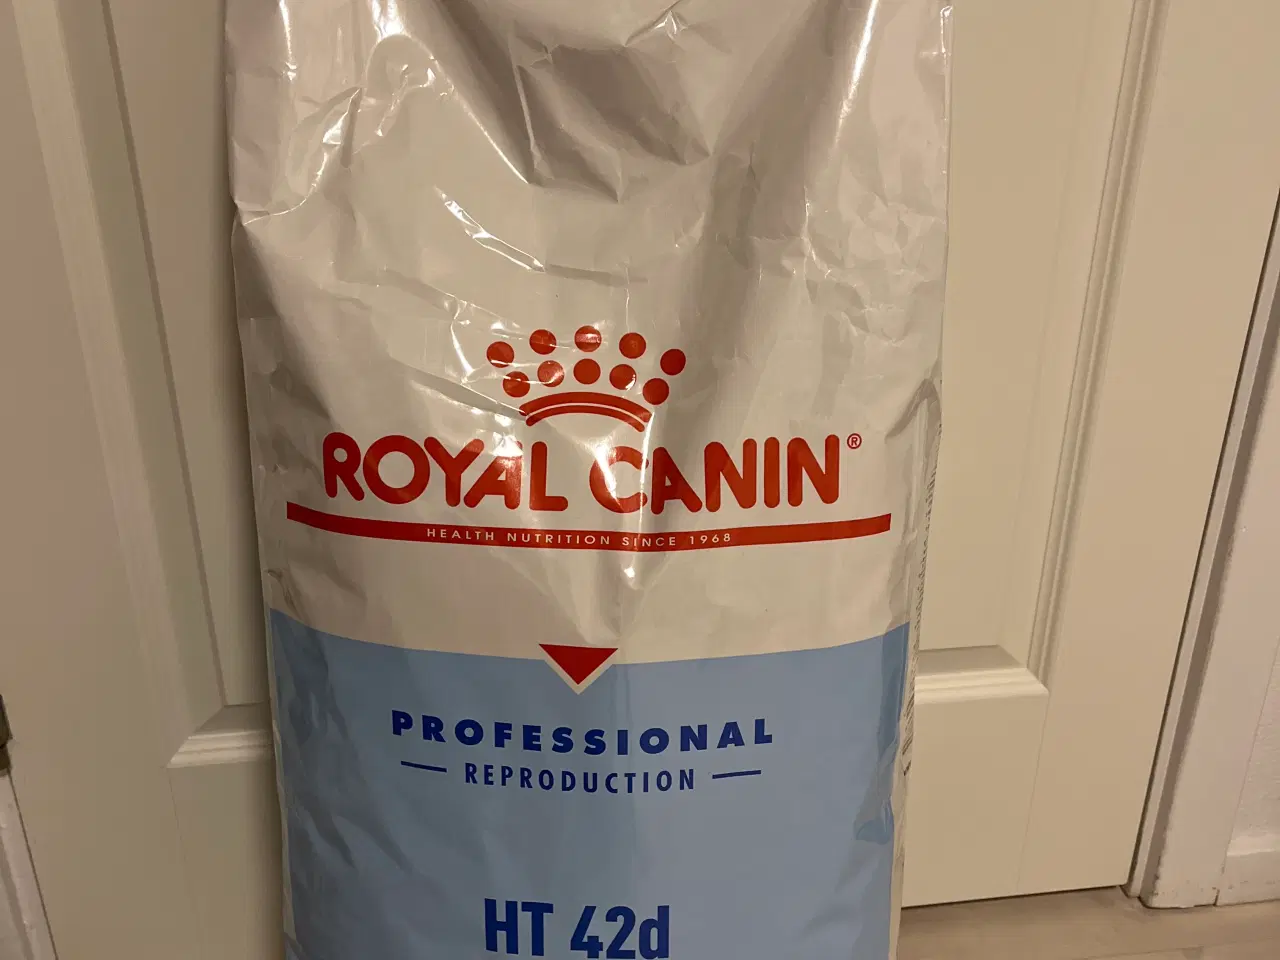 ROYAL CANIN®
HEALTH NUTRITION SINCE 1968
PROFESSIONAL
REPRODUCTION
HT 42d